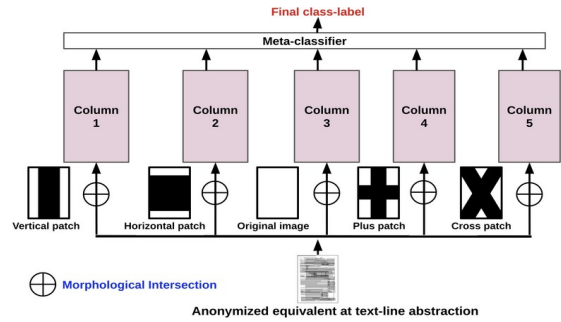 Final class-label
Meta-classifier
Column 1
Column 2
Column 3
Column 4
Column 5
Vertical patch
Horizontal patch
Original image
Plus patch
Cross patch
Morphological Intersection
Anonymized equivalent at text-line abstraction